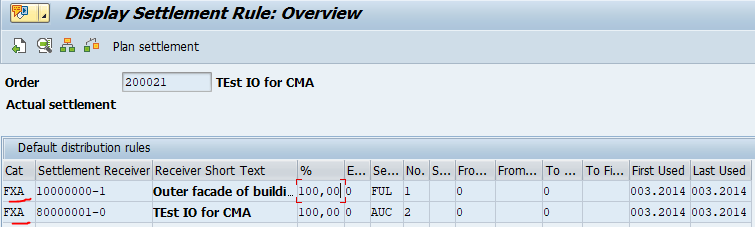 Display Settlement Rule: Overview
Plan settlement
Order 200021 TEst IO for CMA
Actual settlement
Default distribution rules
Cat Settlement Receiver Receiver Short Text % E... Se... No. S... Fro... From... To ... To Fi... First Used Last Used
FXA 10000000-1 Outer facade of buildi... 100,00 0 FUL 1 0 0 003.2014 003.2014
FXA 80000001-0 TEst IO for CMA 100,00 0 AUC 2 0 0 003.2014 003.2014